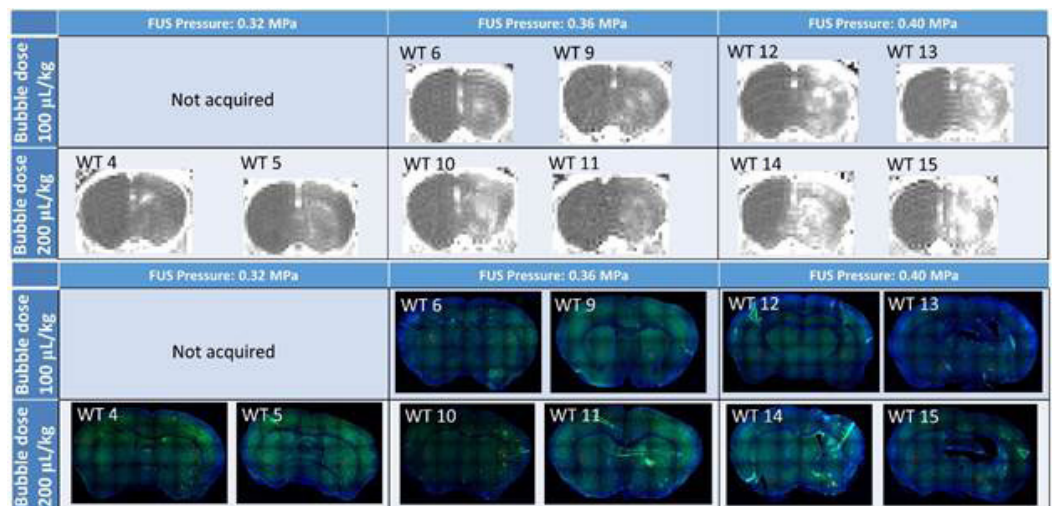 FUS Pressure: 0.32 MPa FUS Pressure: 0.36 MPa FUS Pressure: 0.40 MPa
Bubble dose
100 µL/kg
Not acquired
WT 6 WT 9 WT 12 WT 13
Bubble dose
200 µL/kg
WT 4 WT 5 WT 10 WT 11 WT 14 WT 15
FUS Pressure: 0.32 MPa FUS Pressure: 0.36 MPa FUS Pressure: 0.40 MPa
Bubble dose
100 µL/kg
Not acquired
WT 6 WT 9 WT 12 WT 13
Bubble dose
200 µL/kg
WT 4 WT 5 WT 10 WT 11 WT 14 WT 15